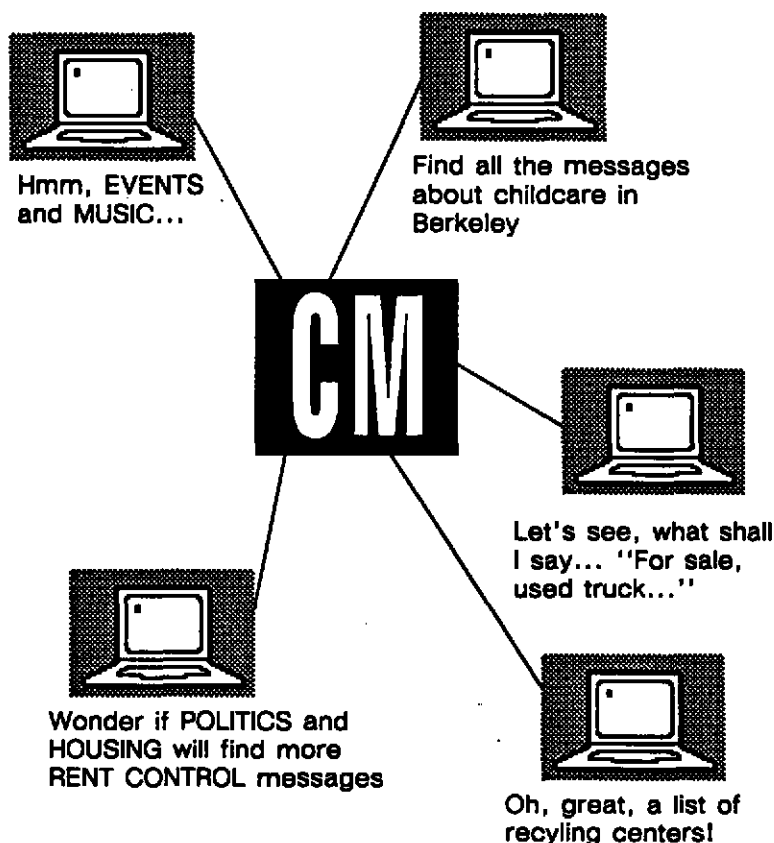 Hmm, EVENTS
and MUSIC...
Find all the messages
about childcare in
Berkeley
CM
Let's see, what shall
I say... ''For sale,
used truck...''
Wonder if POLITICS and
HOUSING will find more
RENT CONTROL messages
Oh, great, a list of
recyling centers!